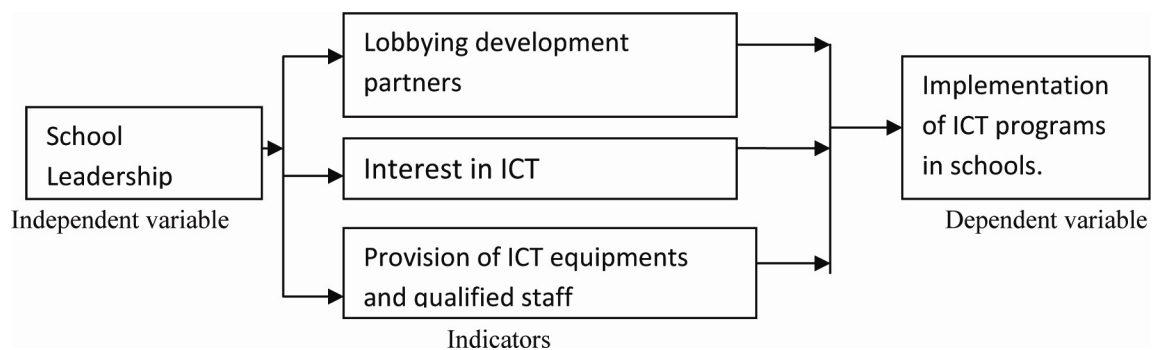 School
Leadership
Independent variable
Lobbying development
partners
Interest in ICT
Provision of ICT equipments
and qualified staff
Indicators
Implementation
of ICT programs
in schools.
Dependent variable